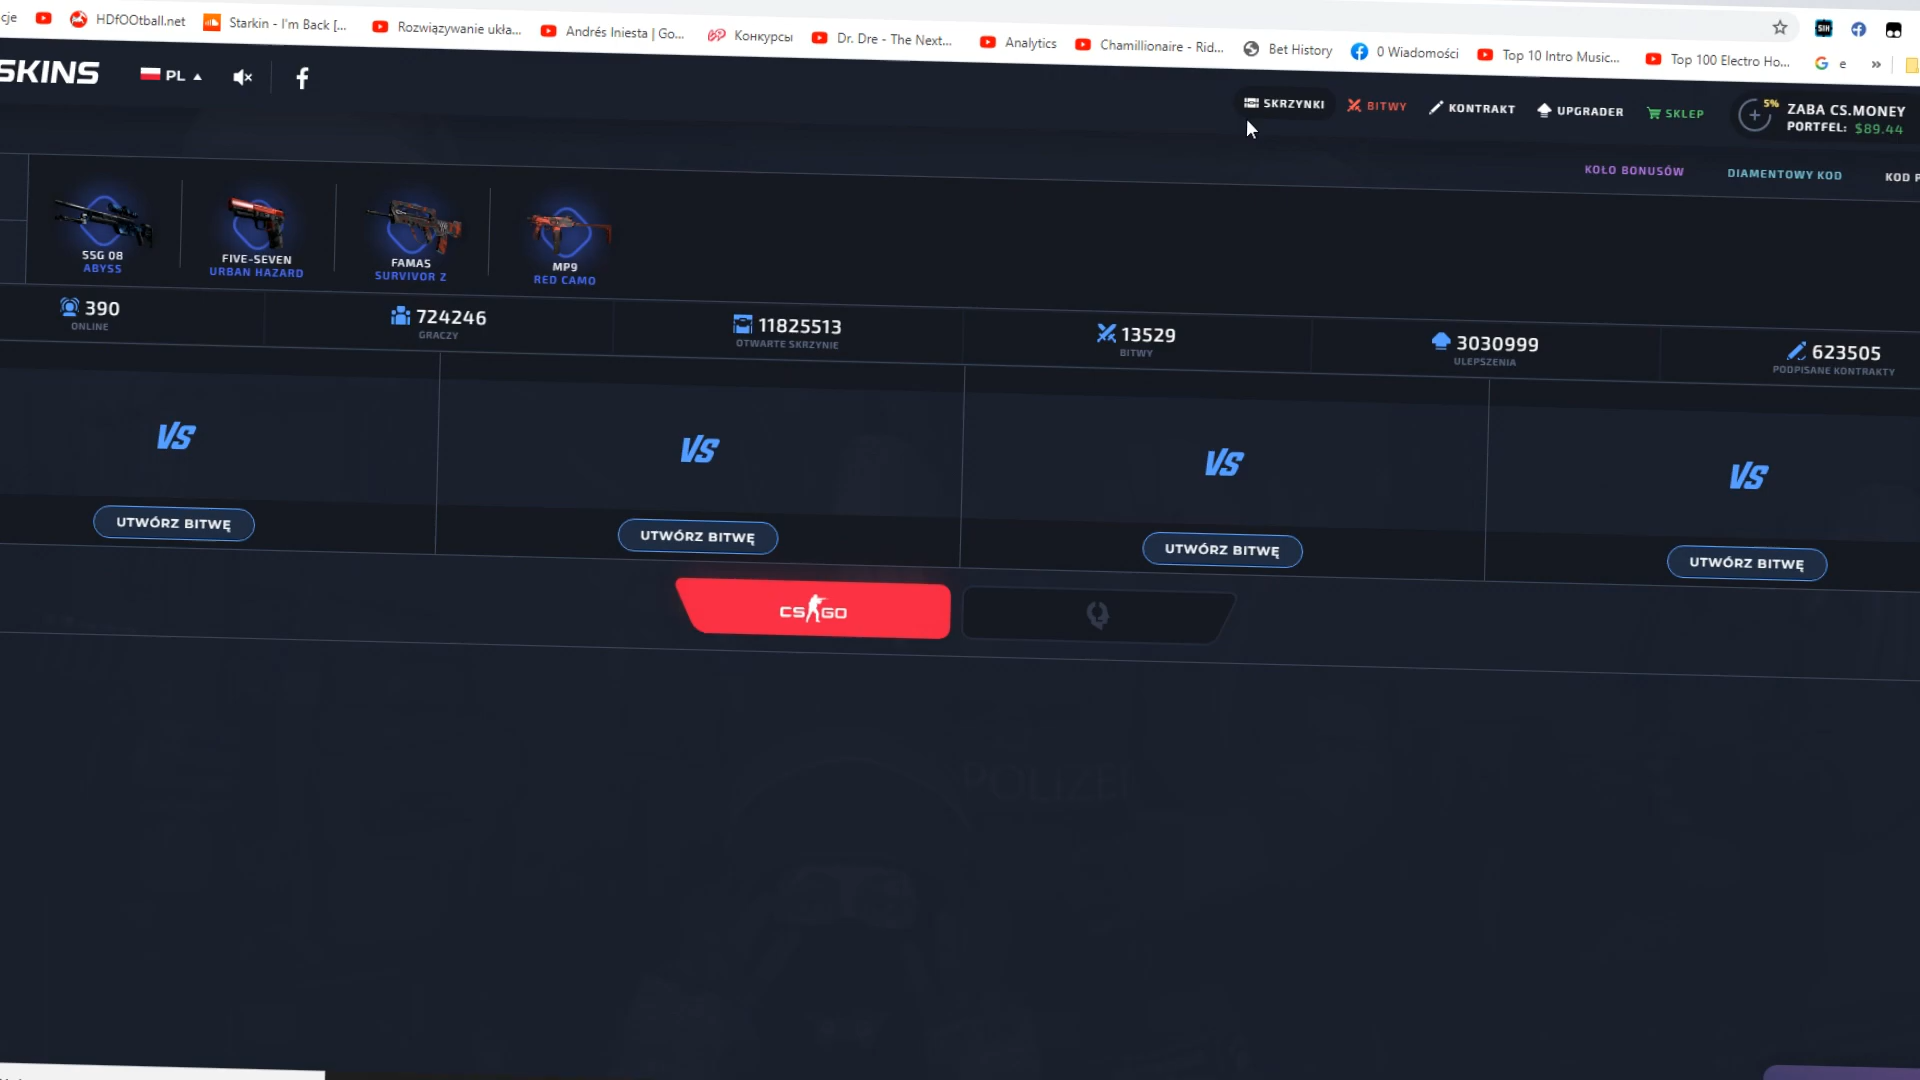 cje HDfOOtball.net Starkin - I'm Back [... Rozwiązywanie ukła... Andrés Iniesta | Go... Конкурсы Dr. Dre - The Next... Analytics Chamillionaire - Rid... Bet History 0 Wiadomości Top 10 Intro Music... Top 100 Electro Ho... e »
SKINS PL
SKRZYNKI BITWY KONTRAKT UPGRADER SKLEP 5% ZABA CS.MONEY
PORTFEL: $89.44
KOŁO BONUSÓW DIAMENTOWY KOD KOD P
SSG 08
ABYSS
FIVE-SEVEN
URBAN HAZARD
FAMAS
SURVIVOR Z
MP9
RED CAMO
390
ONLINE
724246
GRACZY
11825513
OTWARTE SKRZYNIE
13529
BITWY
3030999
ULEPSZENIA
623505
PODPISANE KONTRAKTY
VS VS VS VS
UTWÓRZ BITWĘ UTWÓRZ BITWĘ UTWÓRZ BITWĘ UTWÓRZ BITWĘ
CS GO
POLIZEI